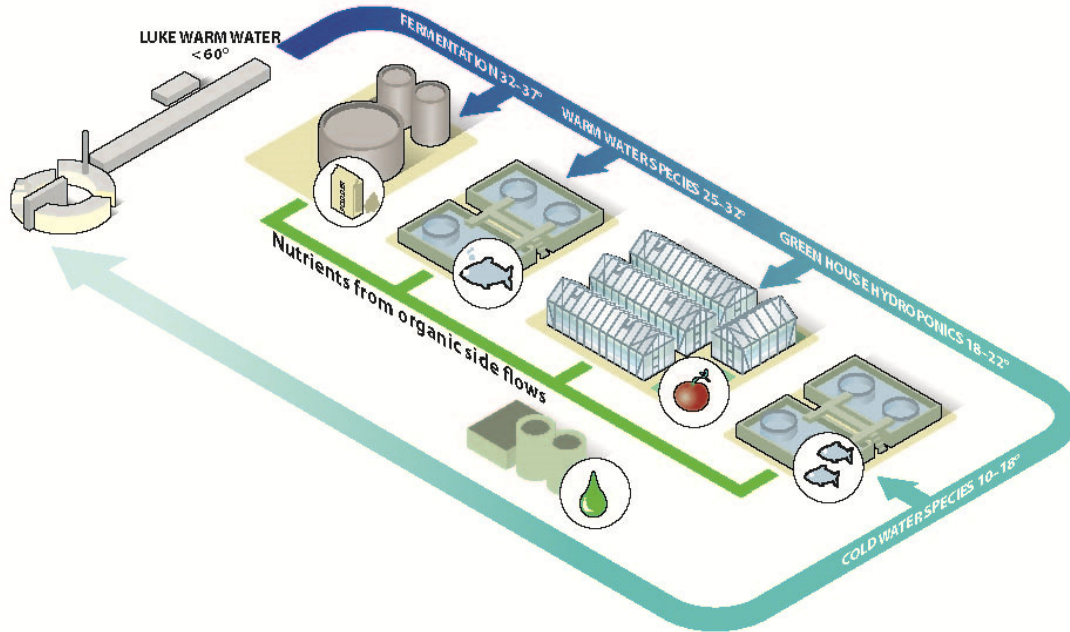 LUKE WARM WATER
<60°
FERMENTATION 32–37°
WARM WATER SPECIES 25–32°
GREEN HOUSE HYDROPONICS 18–22°
COLD WATER SPECIES 10–18°
Nutrients from organic side flows